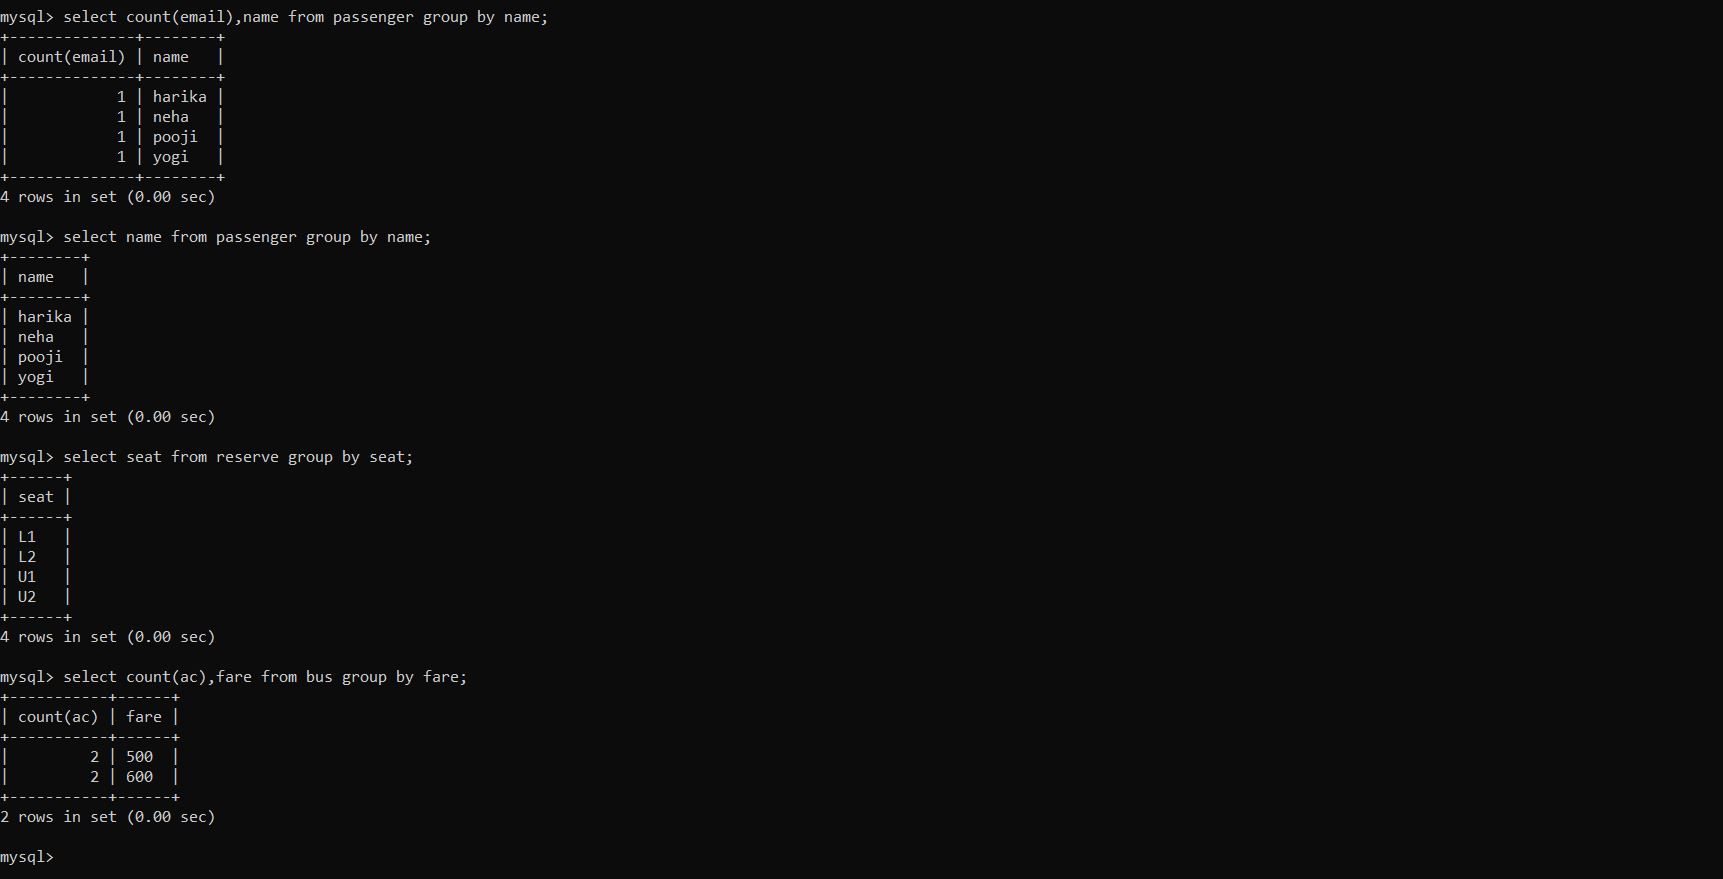 mysql> select count(email),name from passenger group by name;
+--------------+--------+
| count(email) | name   |
+--------------+--------+
|            1 | harika |
|            1 | neha   |
|            1 | pooji  |
|            1 | yogi   |
+--------------+--------+
4 rows in set (0.00 sec)

mysql> select name from passenger group by name;
+--------+
| name   |
+--------+
| harika |
| neha   |
| pooji  |
| yogi   |
+--------+
4 rows in set (0.00 sec)

mysql> select seat from reserve group by seat;
+------+
| seat |
+------+
| L1   |
| L2   |
| U1   |
| U2   |
+------+
4 rows in set (0.00 sec)

mysql> select count(ac),fare from bus group by fare;
+-----------+------+
| count(ac) | fare |
+-----------+------+
|         2 | 500  |
|         2 | 600  |
+-----------+------+
2 rows in set (0.00 sec)

mysql>